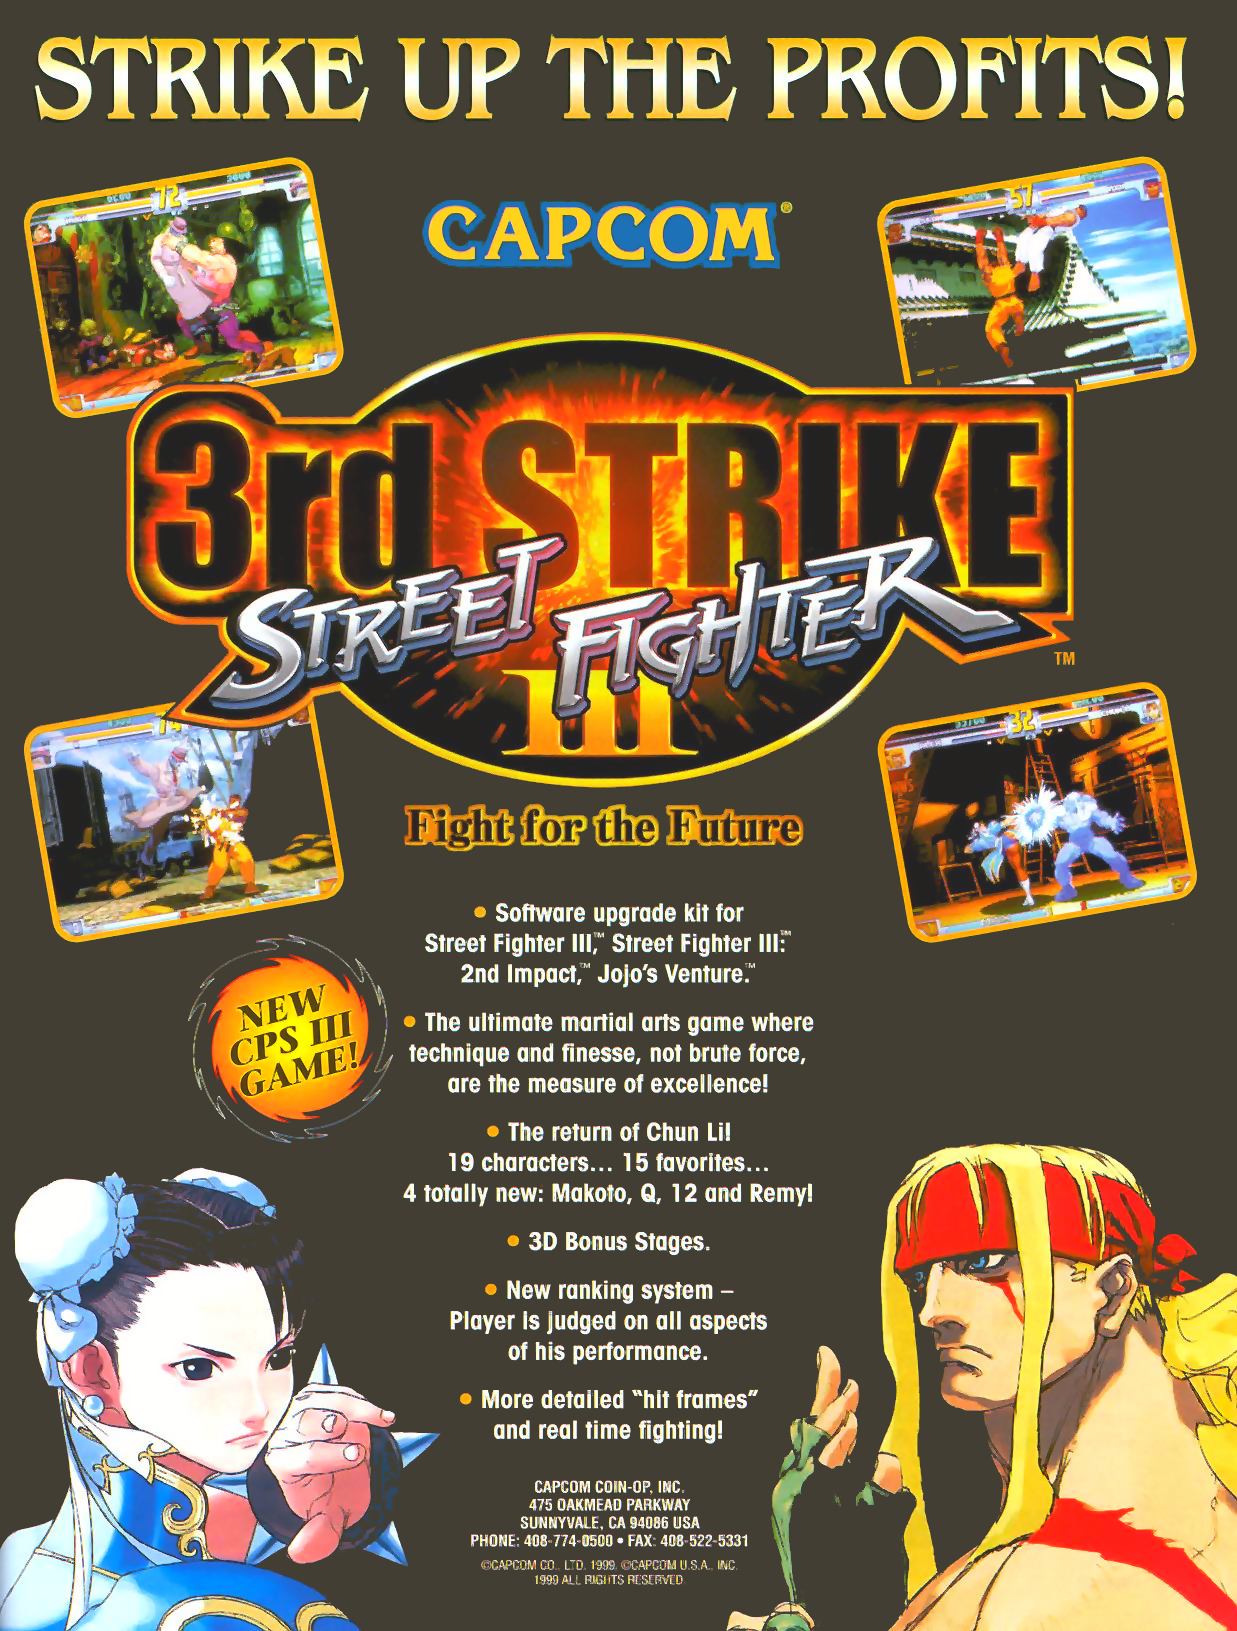 STRIKE UP THE PROFITS!
CAPCOM®
72
57
3rd STRIKE
STREET FIGHTER
III
TM
74
32
Fight for the Future
• Software upgrade kit for
Street Fighter III,™ Street Fighter III:™
2nd Impact,™ Jojo's Venture.™
NEW
CPS III
GAME!
• The ultimate martial arts game where
technique and finesse, not brute force,
are the measure of excellence!
• The return of Chun Li!
19 characters... 15 favorites...
4 totally new: Makoto, Q, 12 and Remy!
• 3D Bonus Stages.
• New ranking system –
Player is judged on all aspects
of his performance.
• More detailed "hit frames"
and real time fighting!
CAPCOM COIN-OP, INC.
475 OAKMEAD PARKWAY
SUNNYVALE, CA 94086 USA
PHONE: 408-774-0500 • FAX: 408-522-5331
©CAPCOM CO., LTD. 1999, ©CAPCOM U.S.A., INC.
1999 ALL RIGHTS RESERVED